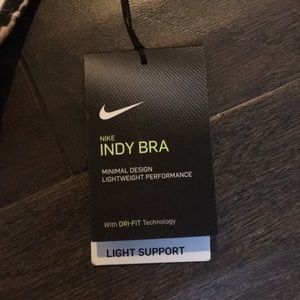 NIKE
INDY BRA
MINIMAL DESIGN
LIGHTWEIGHT PERFORMANCE
With DRI-FIT Technology
LIGHT SUPPORT